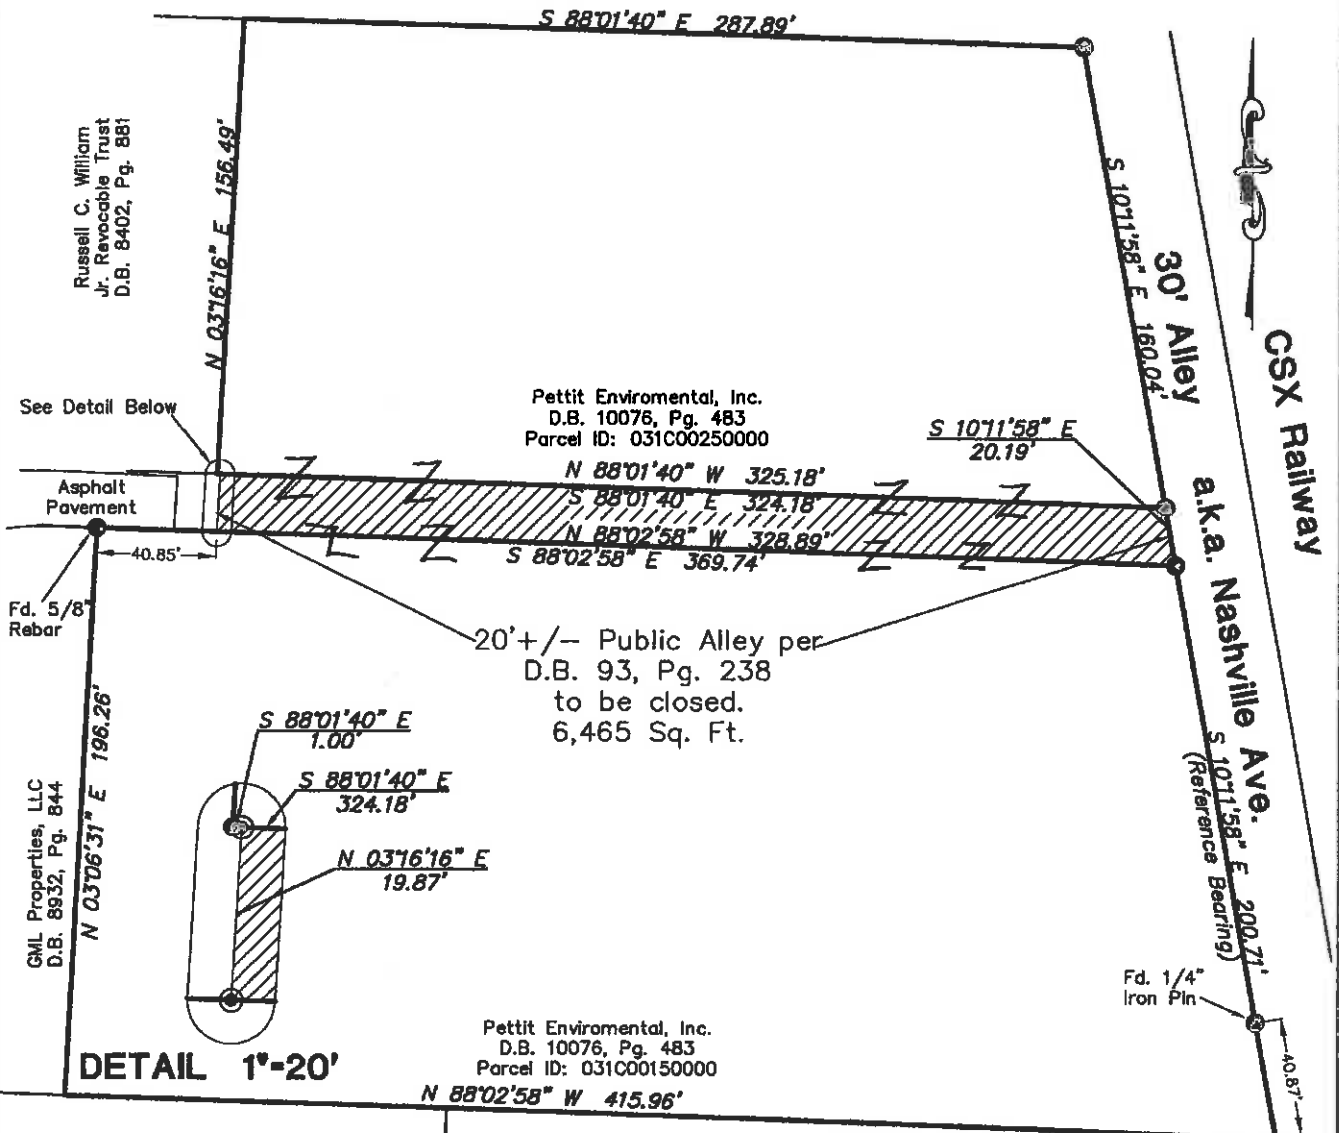 S 88°01'40" E 287.89'
Russell C. William
Jr. Revocable Trust
D.B. 8402, Pg. 881
N 03°16'16" E 156.49'
S 10°11'58" E 160.04'
30' Alley
a.k.a. Nashville Ave.
CSX Railway
See Detail Below
Pettit Enviromental, Inc.
D.B. 10076, Pg. 483
Parcel ID: 031C00250000
S 10°11'58" E
20.19'
N 88°01'40" W 325.18'
S 88°01'40" E 324.18'
N 88°02'58" W 328.89'
S 88°02'58" E 369.74'
Asphalt
Pavement
40.85'
Fd. 5/8"
Rebar
20'+/- Public Alley per
D.B. 93, Pg. 238
to be closed.
6,465 Sq. Ft.
GML Properties, LLC
D.B. 8932, Pg. 844
N 03°06'31" E 196.26'
S 88°01'40" E
1.00'
S 88°01'40" E
324.18'
N 03°16'16" E
19.87'
S 10°11'58" E 200.71'
(Reference Bearing)
Fd. 1/4"
Iron Pin
40.87'
DETAIL 1"=20'
Pettit Enviromental, Inc.
D.B. 10076, Pg. 483
Parcel ID: 031C00150000
N 88°02'58" W 415.96'